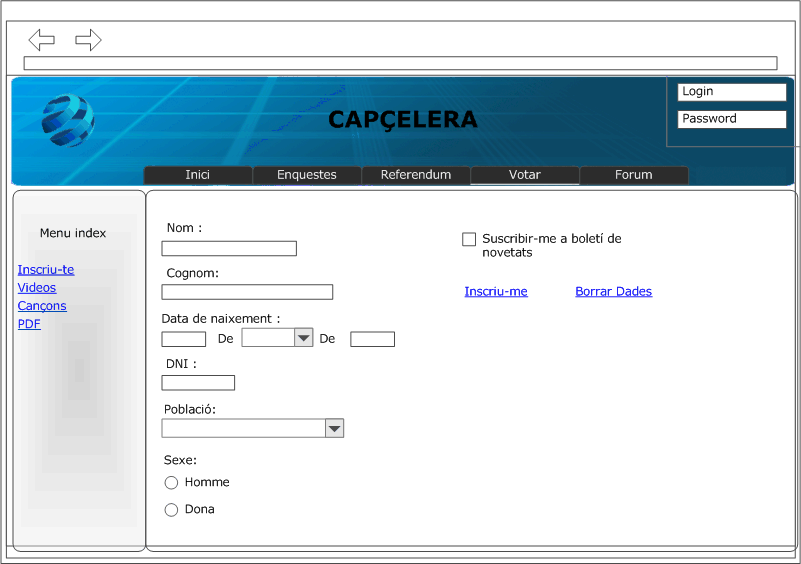 Login
Password
CAPÇELERA
Inici Enquestes Referendum Votar Forum
Menu index
Inscriu-te
Videos
Cançons
PDF
Nom :
Cognom:
Data de naixement :
De De
DNI :
Població:
Sexe:
Homme
Dona
Suscribir-me a boletí de
novetats
Inscriu-me Borrar Dades